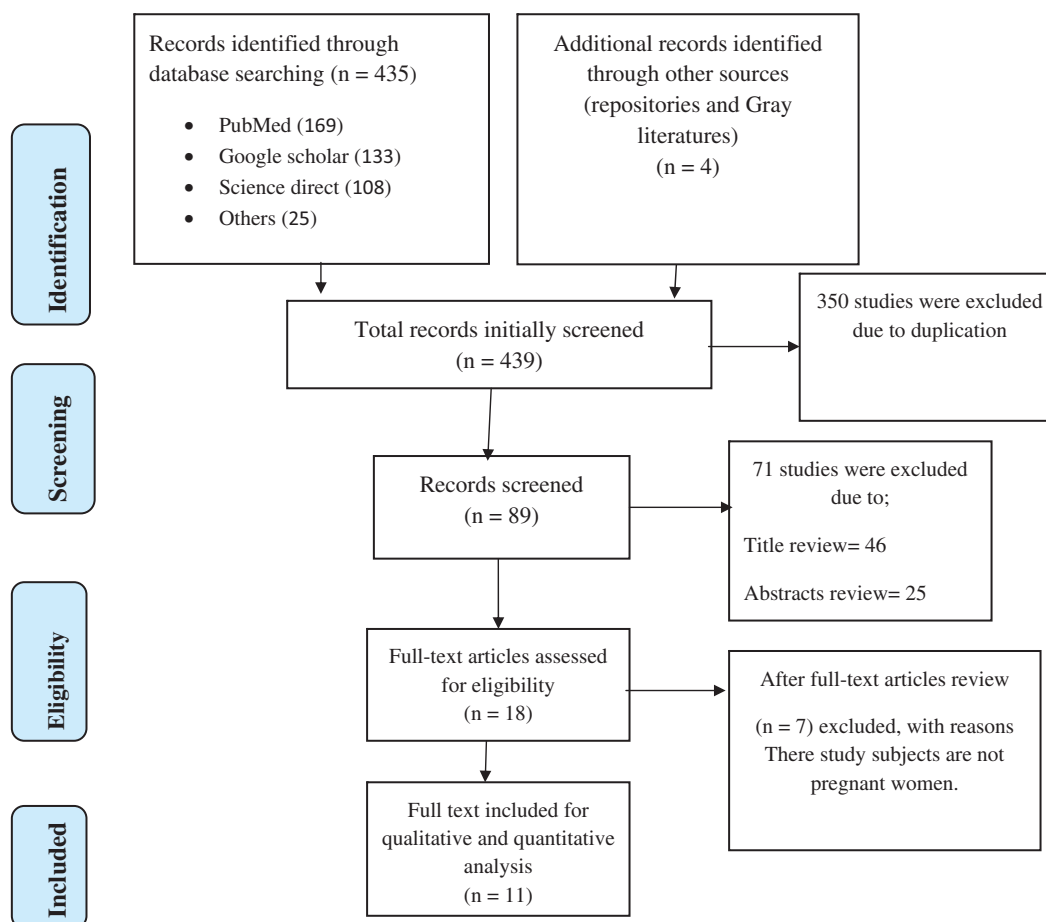 Records identified through
database searching (n = 435)
• PubMed (169)
• Google scholar (133)
• Science direct (108)
• Others (25)
Additional records identified
through other sources
(repositories and Gray
literatures)
(n = 4)
Identification
350 studies were excluded
due to duplication
Total records initially screened
(n = 439)
Screening
Records screened
(n = 89)
71 studies were excluded
due to;
Title review= 46
Abstracts review= 25
Eligibility
Full-text articles assessed
for eligibility
(n = 18)
After full-text articles review
(n = 7) excluded, with reasons
There study subjects are not
pregnant women.
Included
Full text included for
qualitative and quantitative
analysis
(n = 11)